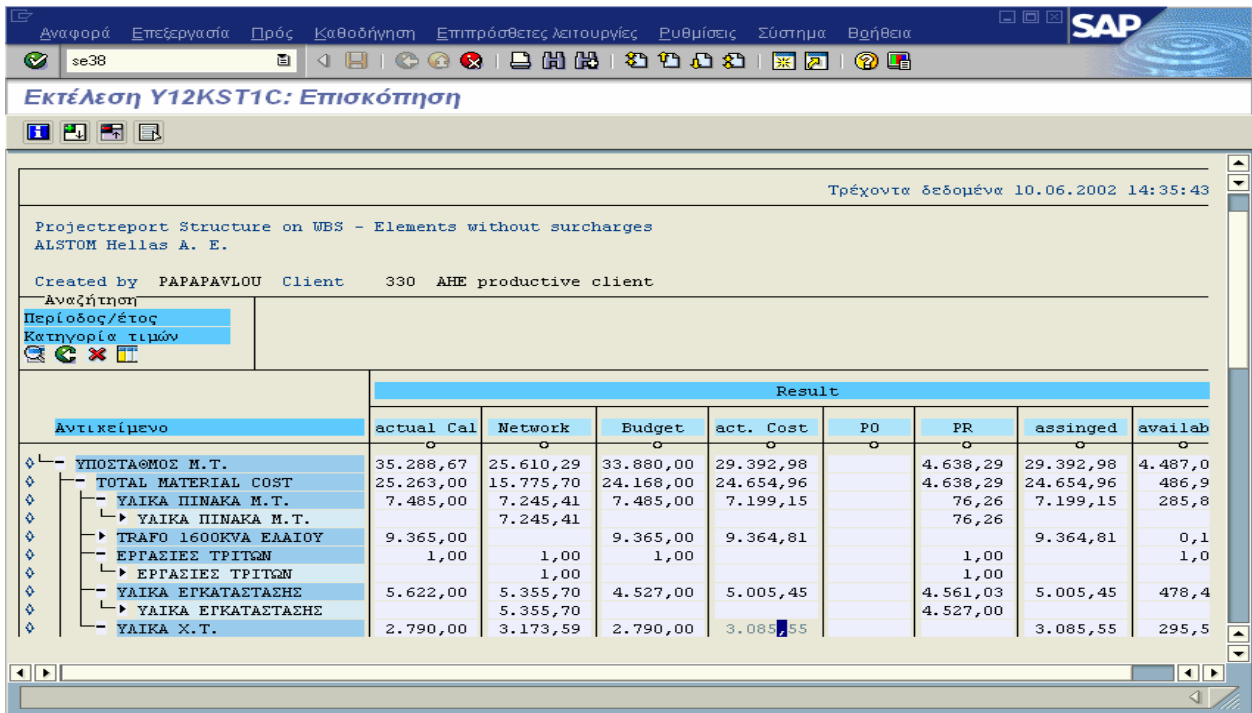 Αναφορά Επεξεργασία Πρός Καθοδήγηση Επιπρόσθετες λειτουργίες Ρυθμίσεις Σύστημα Βοήθεια
SAP
se38
Εκτέλεση Y12KST1C: Επισκόπηση
Τρέχοντα δεδομένα 10.06.2002 14:35:43
Projectreport Structure on WBS - Elements without surcharges
ALSTOM Hellas A. E.
Created by PAPAPAVLOU Client 330 AHE productive client
Αναζήτηση
Περίοδος/έτος
Κατηγορία τιμών
Result
Αντικείμενο actual Cal Network Budget act. Cost PO PR assinged availab
ΥΠΟΣΤΑΘΜΟΣ Μ.Τ. 35.288,67 25.610,29 33.880,00 29.392,98 4.638,29 29.392,98 4.487,0
TOTAL MATERIAL COST 25.263,00 15.775,70 24.168,00 24.654,96 4.638,29 24.654,96 486,9
ΥΛΙΚΑ ΠΙΝΑΚΑ Μ.Τ. 7.485,00 7.245,41 7.485,00 7.199,15 76,26 7.199,15 285,8
ΥΛΙΚΑ ΠΙΝΑΚΑ Μ.Τ. 7.245,41 76,26
TRAFO 1600KVA ΕΛΑΙΟΥ 9.365,00 9.365,00 9.364,81 9.364,81 0,1
ΕΡΓΑΣΙΕΣ ΤΡΙΤΩΝ 1,00 1,00 1,00 1,00 1,0
ΕΡΓΑΣΙΕΣ ΤΡΙΤΩΝ 1,00 1,00
ΥΛΙΚΑ ΕΓΚΑΤΑΣΤΑΣΗΣ 5.622,00 5.355,70 4.527,00 5.005,45 4.561,03 5.005,45 478,4
ΥΛΙΚΑ ΕΓΚΑΤΑΣΤΑΣΗΣ 5.355,70 4.527,00
ΥΛΙΚΑ Χ.Τ. 2.790,00 3.173,59 2.790,00 3.085,55 3.085,55 295,5